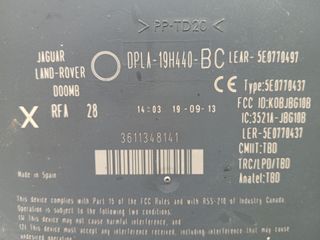 >PP-TD20<
JAGUAR
LAND-ROVER
D00MB
DPLA-19H440-BC
LEAR-5E0770497
CE
Type:5E0770437
FCC ID:KOBJBG10B
IC:3521A-JBG10B
LER-5E0770437
CMIIT:TBD
TRC/LPD/TBD
Anatel:TBD
X
RFA 28
14:03 19-09-13
3611348141
Made in Spain
This device complies with Part 15 of the FCC Rules and with RSS-210 of Industry Canada.
Operation is subject to the following two conditions:
(1) This device may not cause harmful interference, and
(2) This device must accept any interference received, including interference that may cause
undesired operation